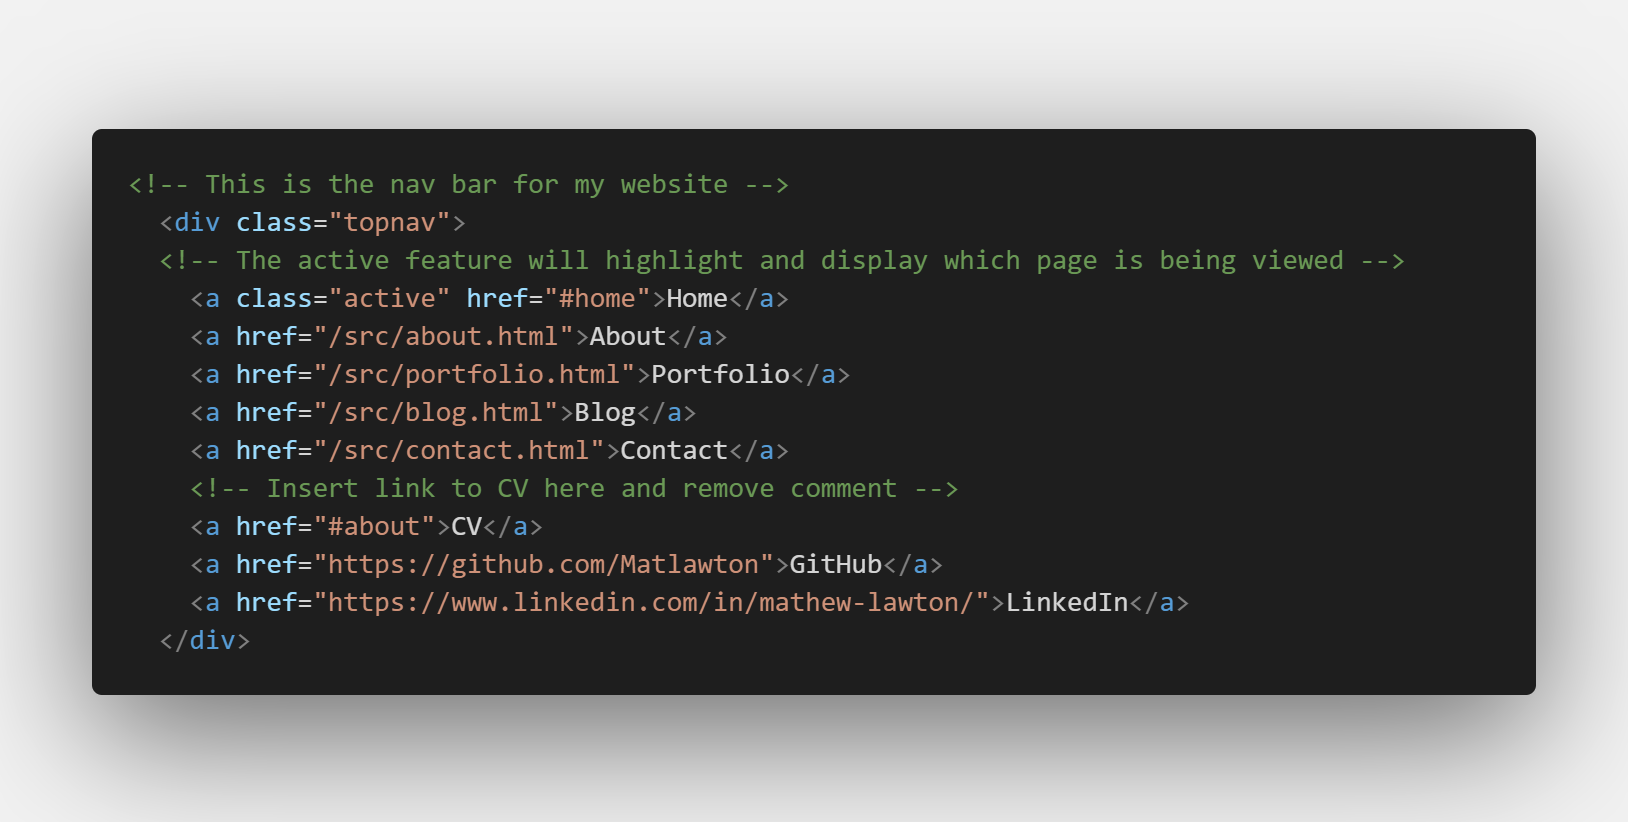 <!-- This is the nav bar for my website -->
<div class="topnav">
<!-- The active feature will highlight and display which page is being viewed -->
<a class="active" href="#home">Home</a>
<a href="/src/about.html">About</a>
<a href="/src/portfolio.html">Portfolio</a>
<a href="/src/blog.html">Blog</a>
<a href="/src/contact.html">Contact</a>
<!-- Insert link to CV here and remove comment -->
<a href="#about">CV</a>
<a href="https://github.com/Matlawton">GitHub</a>
<a href="https://www.linkedin.com/in/mathew-lawton/">LinkedIn</a>
</div>